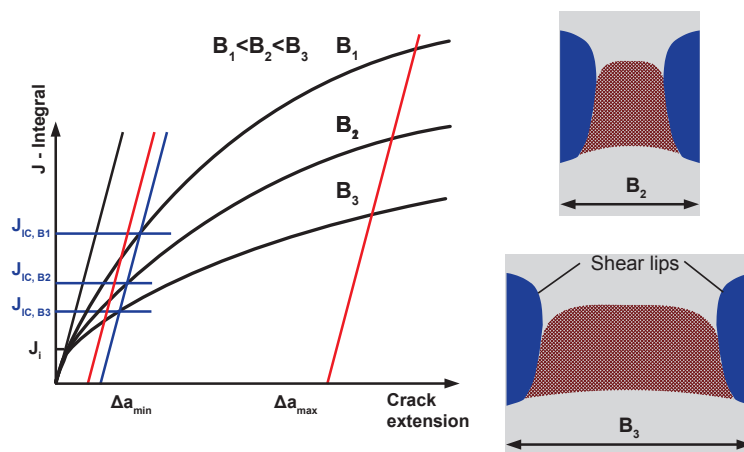 B1<B2<B3
B1
B2
B3
J - Integral
JIC, B1
JIC, B2
JIC, B3
Ji
Δamin
Δamax
Crack
extension
B2
Shear lips
B3